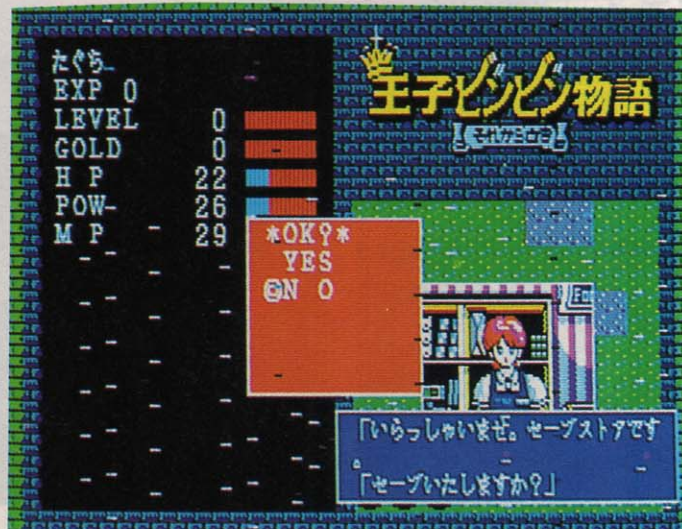 たぐち
EXP 0
LEVEL 0
GOLD 0
H P 22
POW- 26
M P 29
王子ビンビン物語
*OK?*
YES
N O
「いらっしゃいませ。セーブストアです
。
「セーブいたしますか?」